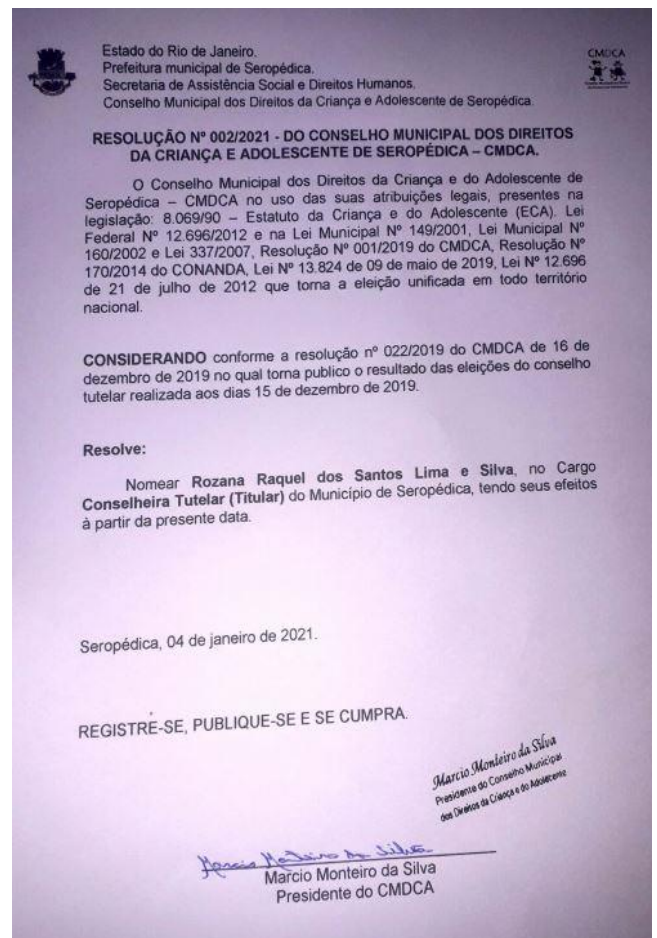 Estado do Rio de Janeiro.
Prefeitura municipal de Seropédica.
Secretaria de Assistência Social e Direitos Humanos.
Conselho Municipal dos Direitos da Criança e Adolescente de Seropédica.
CMDCA
RESOLUÇÃO Nº 002/2021 - DO CONSELHO MUNICIPAL DOS DIREITOS
DA CRIANÇA E ADOLESCENTE DE SEROPÉDICA – CMDCA.
O Conselho Municipal dos Direitos da Criança e do Adolescente de
Seropédica – CMDCA no uso das suas atribuições legais, presentes na
legislação: 8.069/90 – Estatuto da Criança e do Adolescente (ECA). Lei
Federal Nº 12.696/2012 e na Lei Municipal Nº 149/2001, Lei Municipal Nº
160/2002 e Lei 337/2007, Resolução Nº 001/2019 do CMDCA, Resolução Nº
170/2014 do CONANDA, Lei Nº 13.824 de 09 de maio de 2019, Lei Nº 12.696
de 21 de julho de 2012 que torna a eleição unificada em todo território
nacional.
CONSIDERANDO conforme a resolução nº 022/2019 do CMDCA de 16 de
dezembro de 2019 no qual torna publico o resultado das eleições do conselho
tutelar realizada aos dias 15 de dezembro de 2019.
Resolve:
Nomear Rozana Raquel dos Santos Lima e Silva, no Cargo
Conselheira Tutelar (Titular) do Município de Seropédica, tendo seus efeitos
à partir da presente data.
Seropédica, 04 de janeiro de 2021.
REGISTRE-SE, PUBLIQUE-SE E SE CUMPRA.
Marcio Monteiro da Silva
Presidente do Conselho Municipal
dos Direitos da Criança e do Adolescente
Marcio Monteiro da Silva
Marcio Monteiro da Silva
Presidente do CMDCA